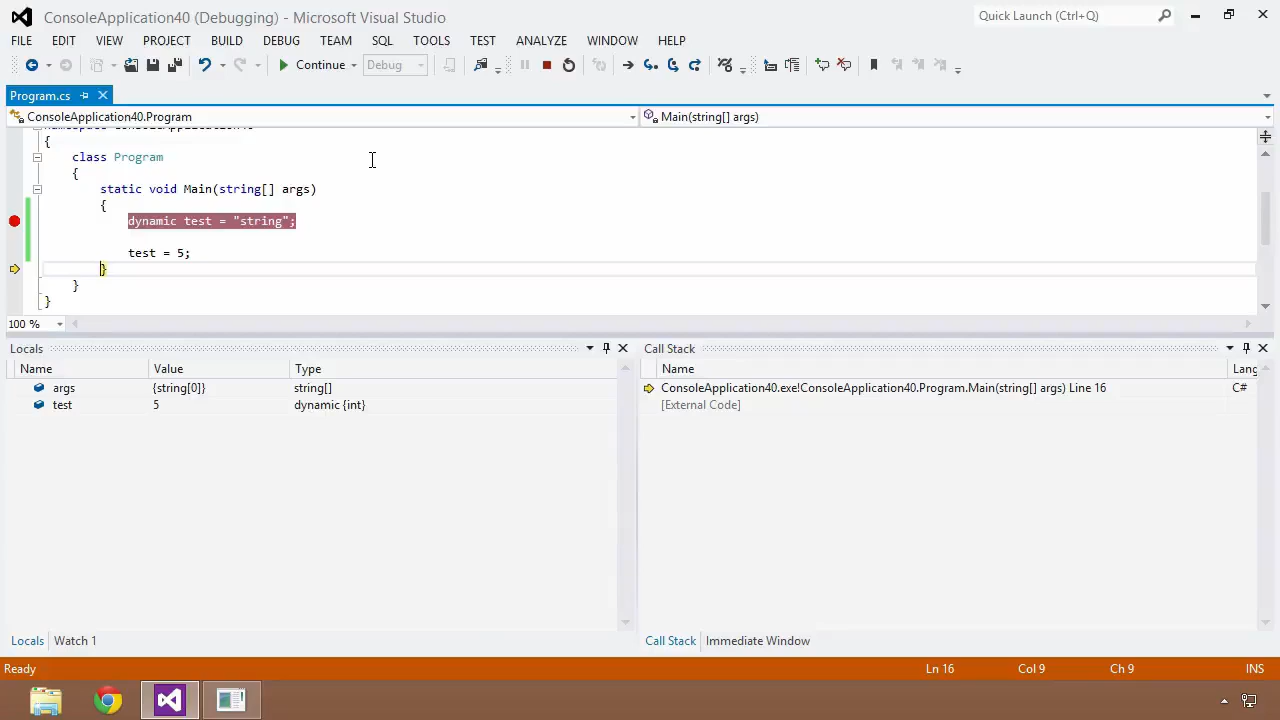 ConsoleApplication40 (Debugging) - Microsoft Visual Studio
Quick Launch (Ctrl+Q)
FILE EDIT VIEW PROJECT BUILD DEBUG TEAM SQL TOOLS TEST ANALYZE WINDOW HELP
Continue Debug
Program.cs
ConsoleApplication40.Program Main(string[] args)
namespace ConsoleApplication40
{
class Program
{
static void Main(string[] args)
{
dynamic test = "string";
test = 5;
}
}
}
100 %
Locals
Name Value Type
args {string[0]} string[]
test 5 dynamic {int}
Locals Watch 1
Call Stack
Name Lang
ConsoleApplication40.exe!ConsoleApplication40.Program.Main(string[] args) Line 16 C#
[External Code]
Call Stack Immediate Window
Ready Ln 16 Col 9 Ch 9 INS